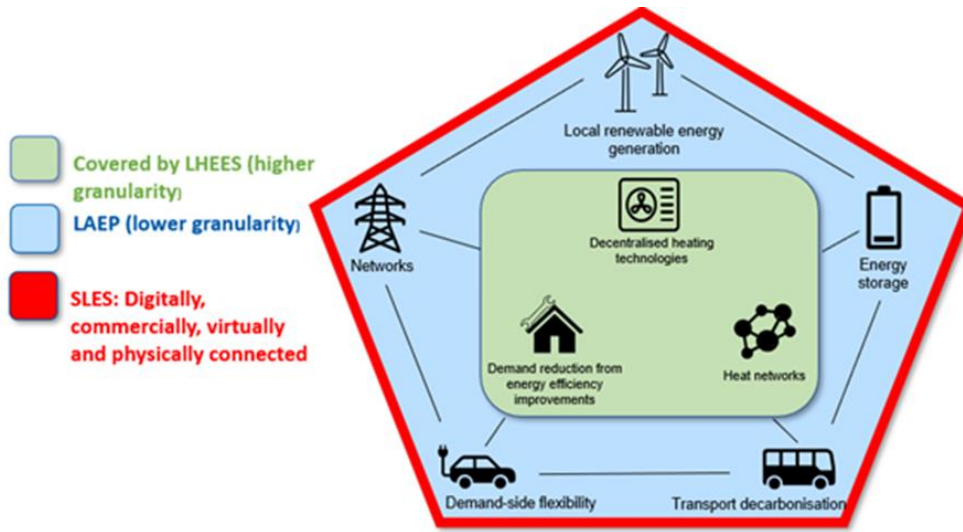 Covered by LHEES (higher
granularity)
LAEP (lower granularity)
SLES: Digitally,
commercially, virtually
and physically connected
Local renewable energy
generation
Networks
Decentralised heating
technologies
Energy
storage
Demand reduction from
energy efficiency
improvements
Heat networks
Demand-side flexibility
Transport decarbonisation